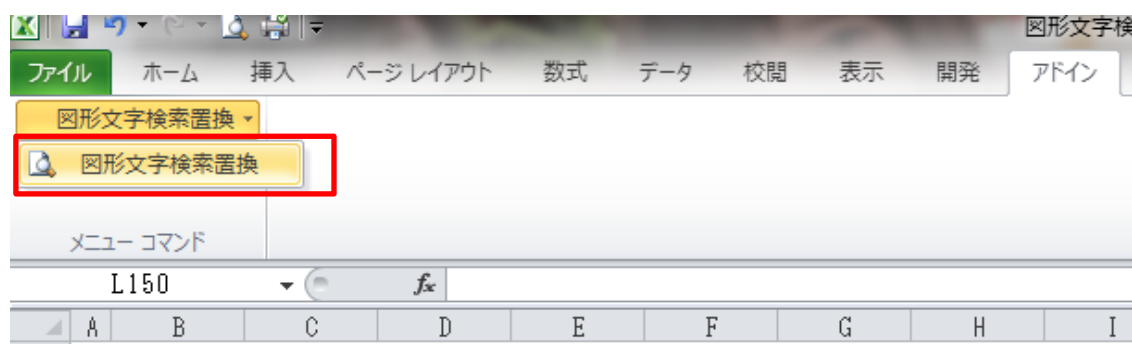 図形文字検
ファイル ホーム 挿入 ページ レイアウト 数式 データ 校閲 表示 開発 アドイン
図形文字検索置換
図形文字検索置換
メニュー コマンド
L150 fx
A B C D E F G H I